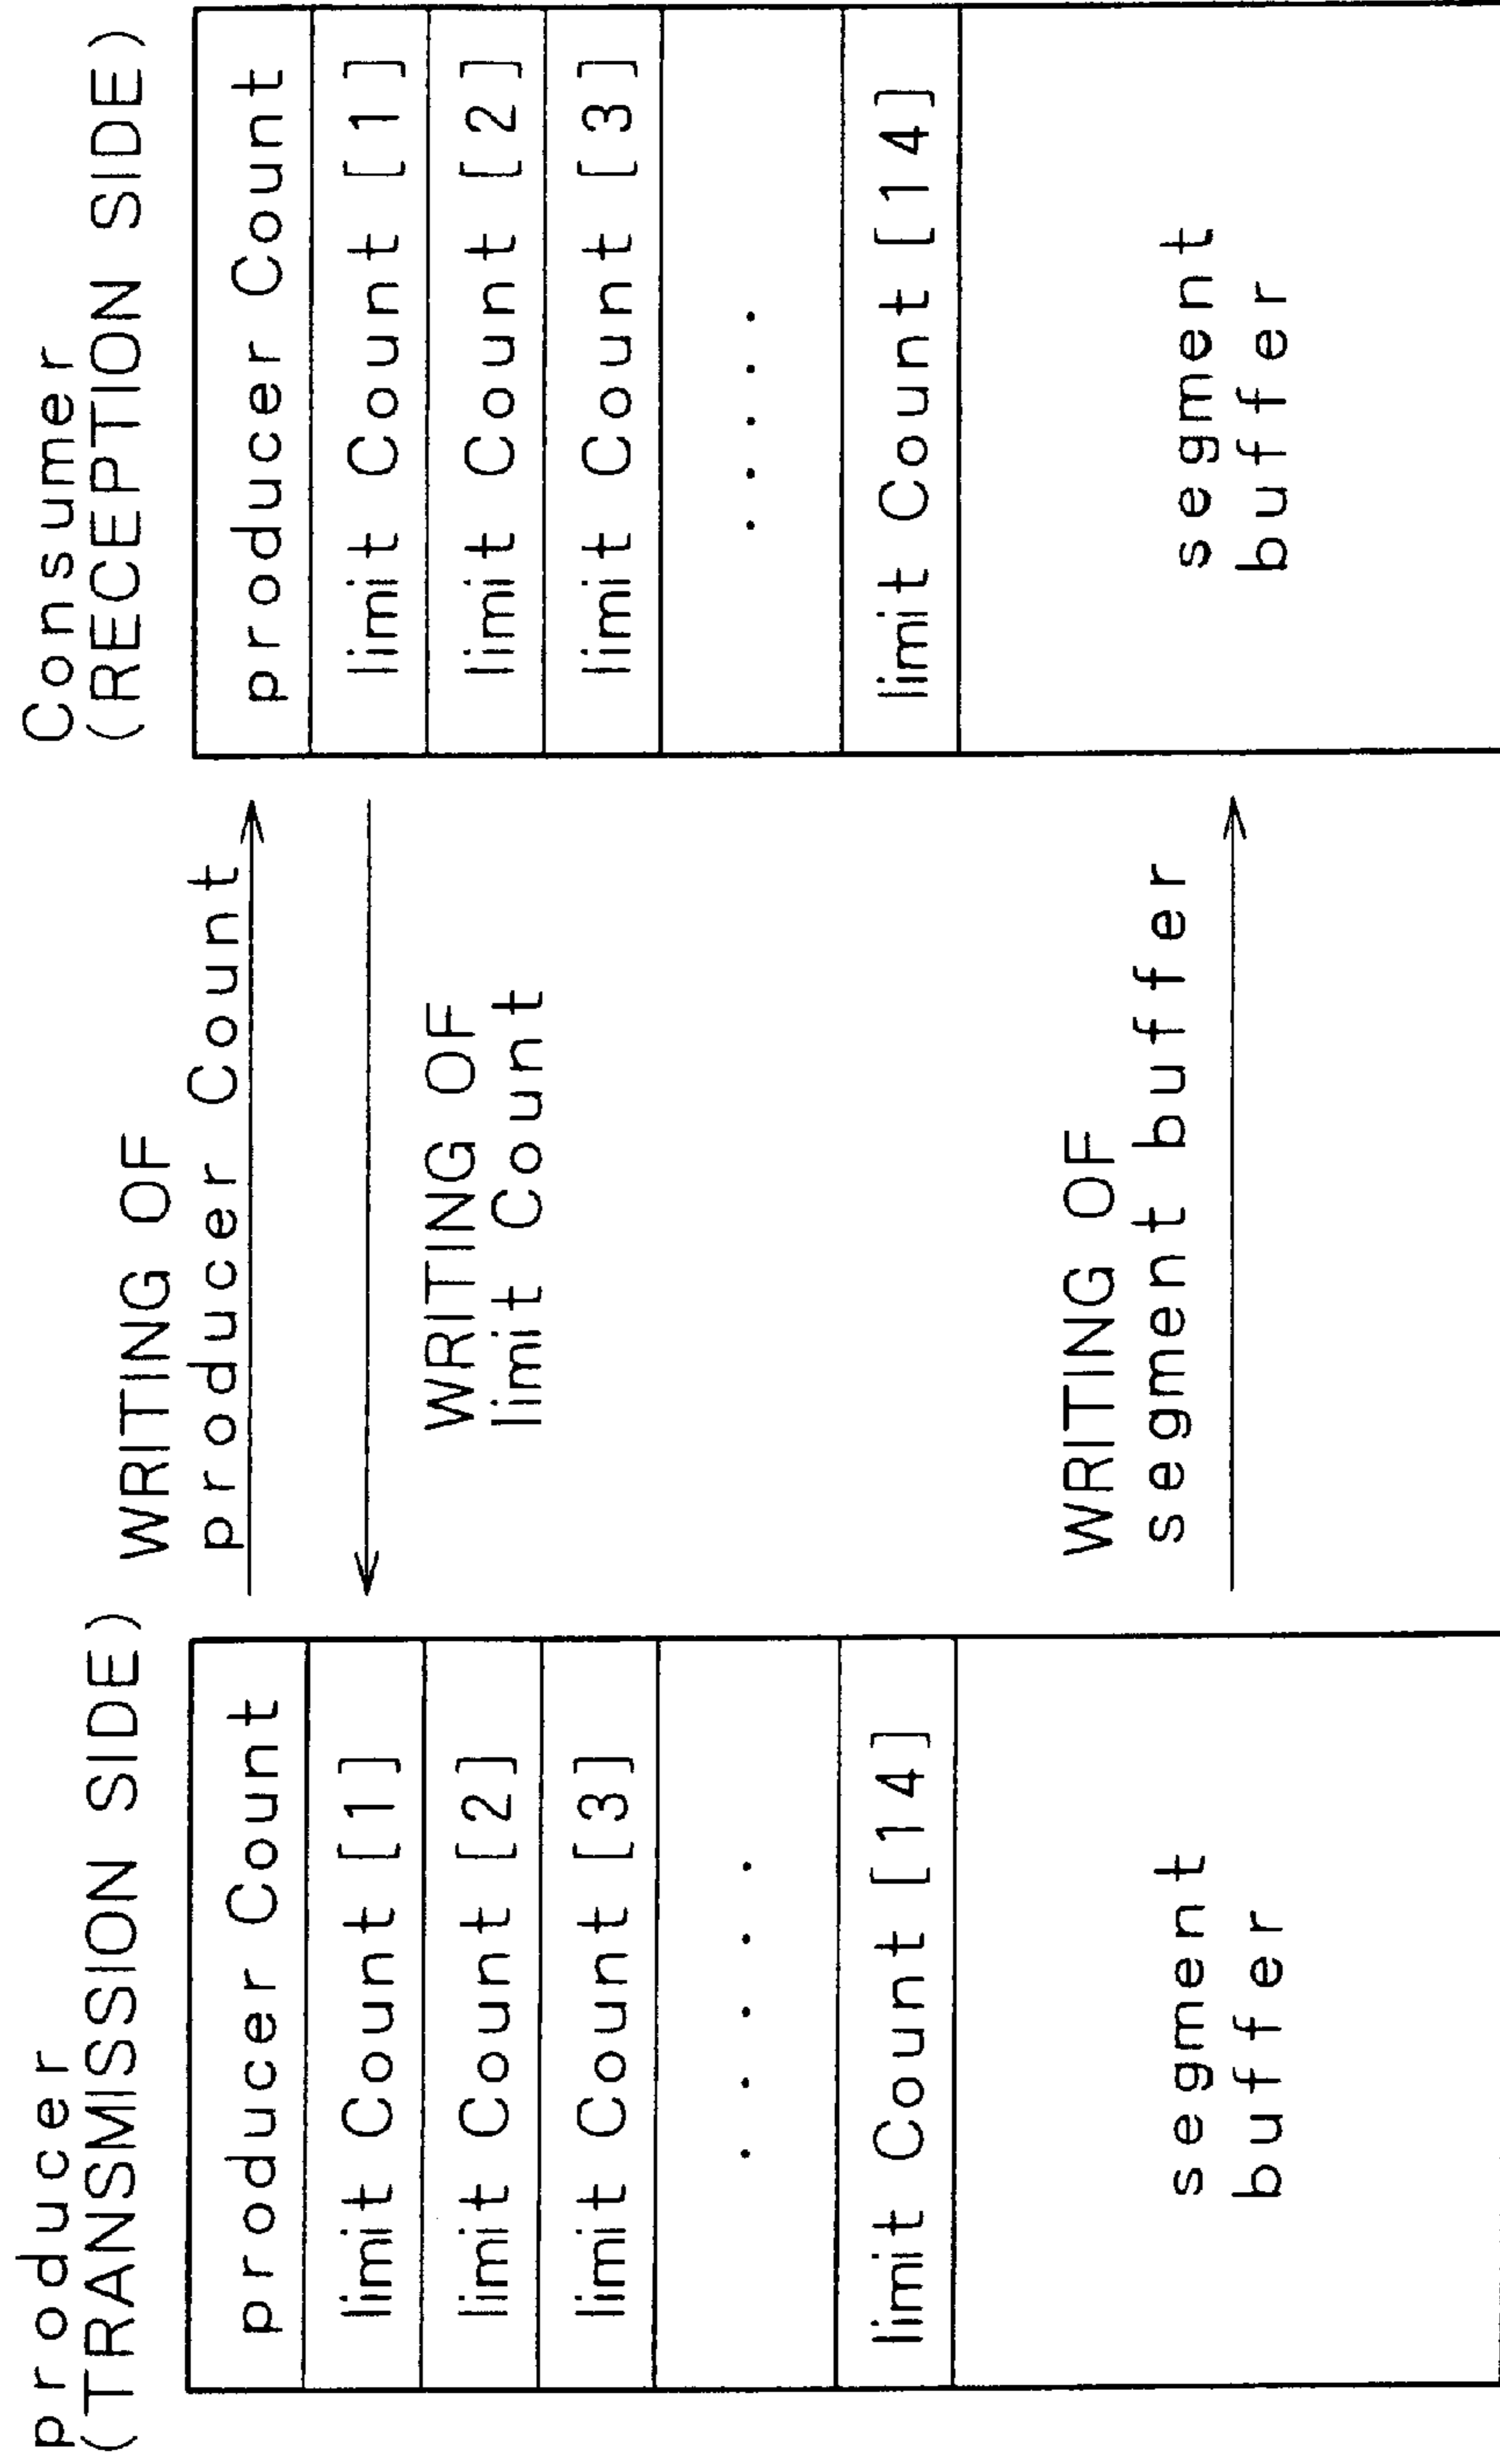 producer
(TRANSMISSION SIDE)
producer Count
limit Count [1]
limit Count [2]
limit Count [3]
. . . . .
limit Count [14]
segment
buffer
WRITING OF
producer Count
WRITING OF
limit Count
WRITING OF
segment buffer
Consumer
(RECEPTION SIDE)
producer Count
limit Count [1]
limit Count [2]
limit Count [3]
. . . . .
limit Count [14]
segment
buffer